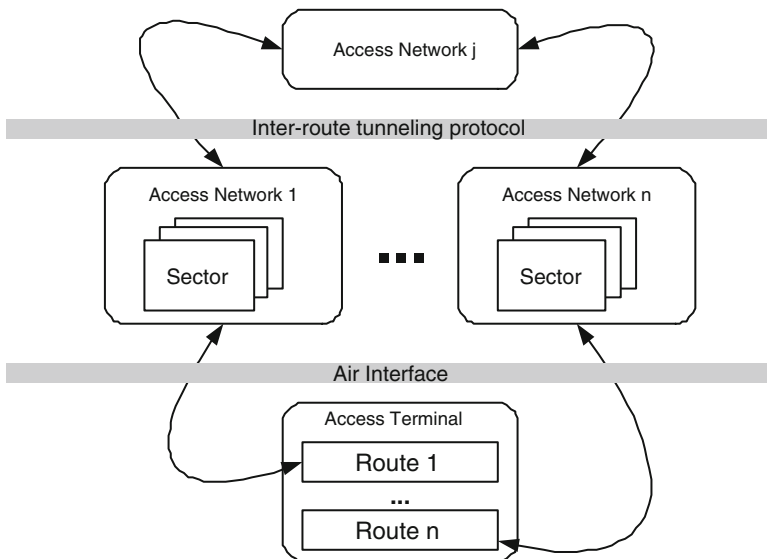 Access Network j
Inter-route tunneling protocol
Access Network 1
Access Network n
Sector
Sector
Air Interface
Access Terminal
Route 1
...
Route n